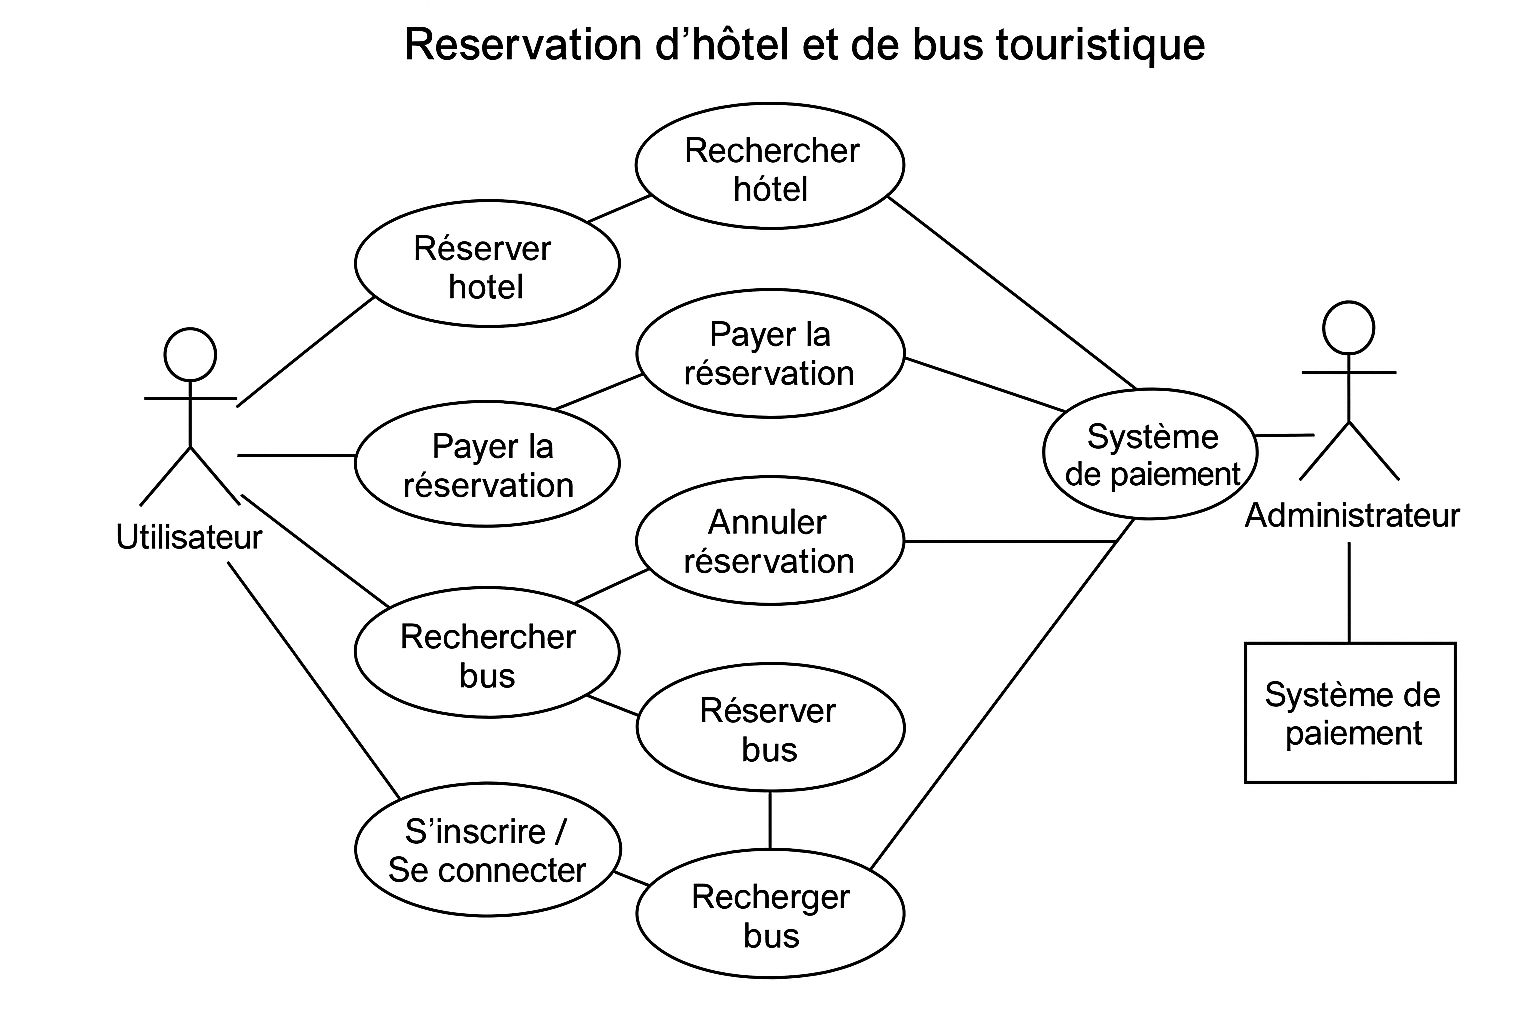 Reservation d'hôtel et de bus touristique
Rechercher
hótel
Réserver
hotel
Payer la
réservation
Payer la
réservation
Système
de paiement
Annuler
réservation
Utilisateur
Administrateur
Rechercher
bus
Réserver
bus
Système de
paiement
S'inscrire /
Se connecter
Recherger
bus